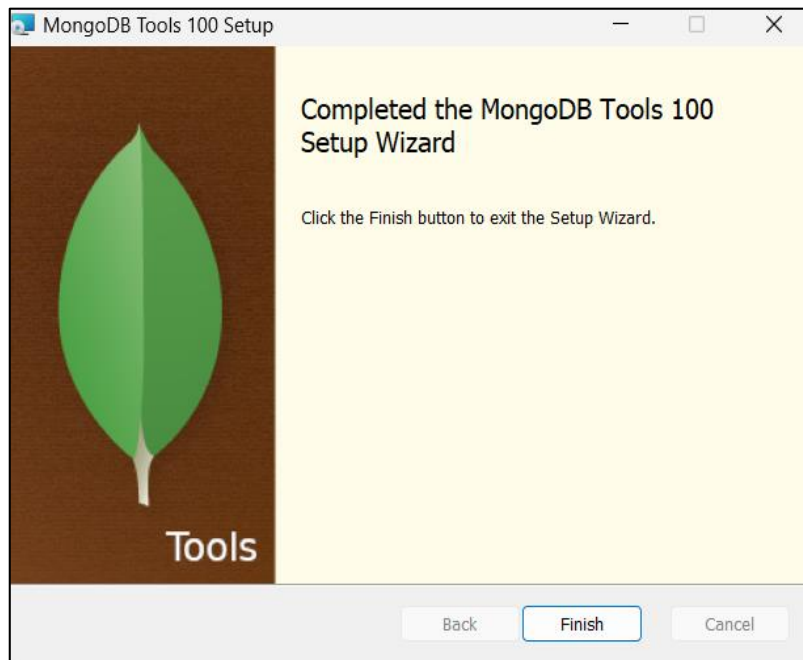 MongoDB Tools 100 Setup
Completed the MongoDB Tools 100
Setup Wizard
Click the Finish button to exit the Setup Wizard.
Tools
Back
Finish
Cancel